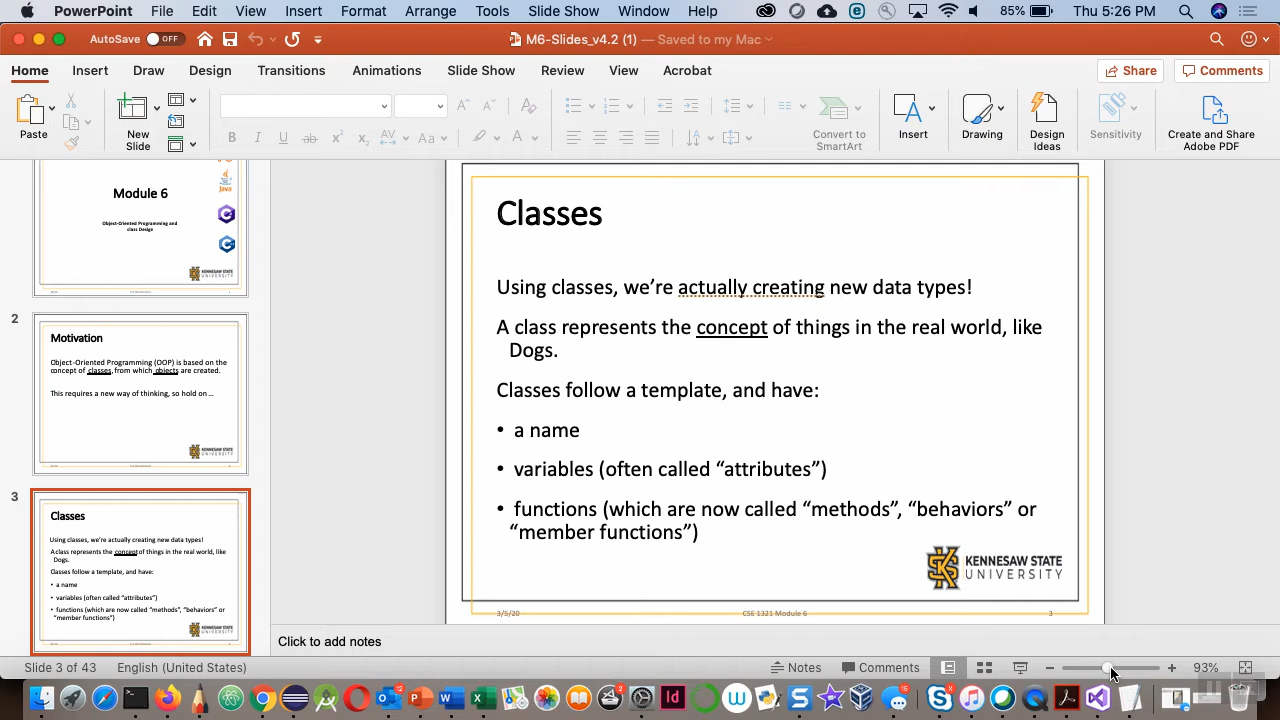 PowerPoint File Edit View Insert Format Arrange Tools Slide Show Window Help 85% Thu 5:26 PM
AutoSave OFF M6-Slides_v4.2 (1) — Saved to my Mac
Home Insert Draw Design Transitions Animations Slide Show Review View Acrobat Share Comments
Paste New Slide Convert to SmartArt Insert Drawing Design Ideas Sensitivity Create and Share Adobe PDF
Module 6
Object-Oriented Programming and
class Design
KENNESAW STATE
UNIVERSITY
2
Motivation
Object-Oriented Programming (OOP) is based on the
concept of classes, from which objects are created.
This requires a new way of thinking, so hold on ...
KENNESAW STATE
UNIVERSITY
3
Classes
Using classes, we're actually creating new data types!
A class represents the concept of things in the real world, like
Dogs.
Classes follow a template, and have:
• a name
• variables (often called "attributes")
• functions (which are now called "methods", "behaviors" or
"member functions")
KENNESAW STATE
UNIVERSITY
Classes
Using classes, we’re actually creating new data types!
A class represents the concept of things in the real world, like
Dogs.
Classes follow a template, and have:
• a name
• variables (often called “attributes”)
• functions (which are now called “methods”, “behaviors” or
“member functions”)
KENNESAW STATE
UNIVERSITY
3/5/20 CSE 1321 Module 6 3
Click to add notes
Slide 3 of 43 English (United States) Notes Comments 93%